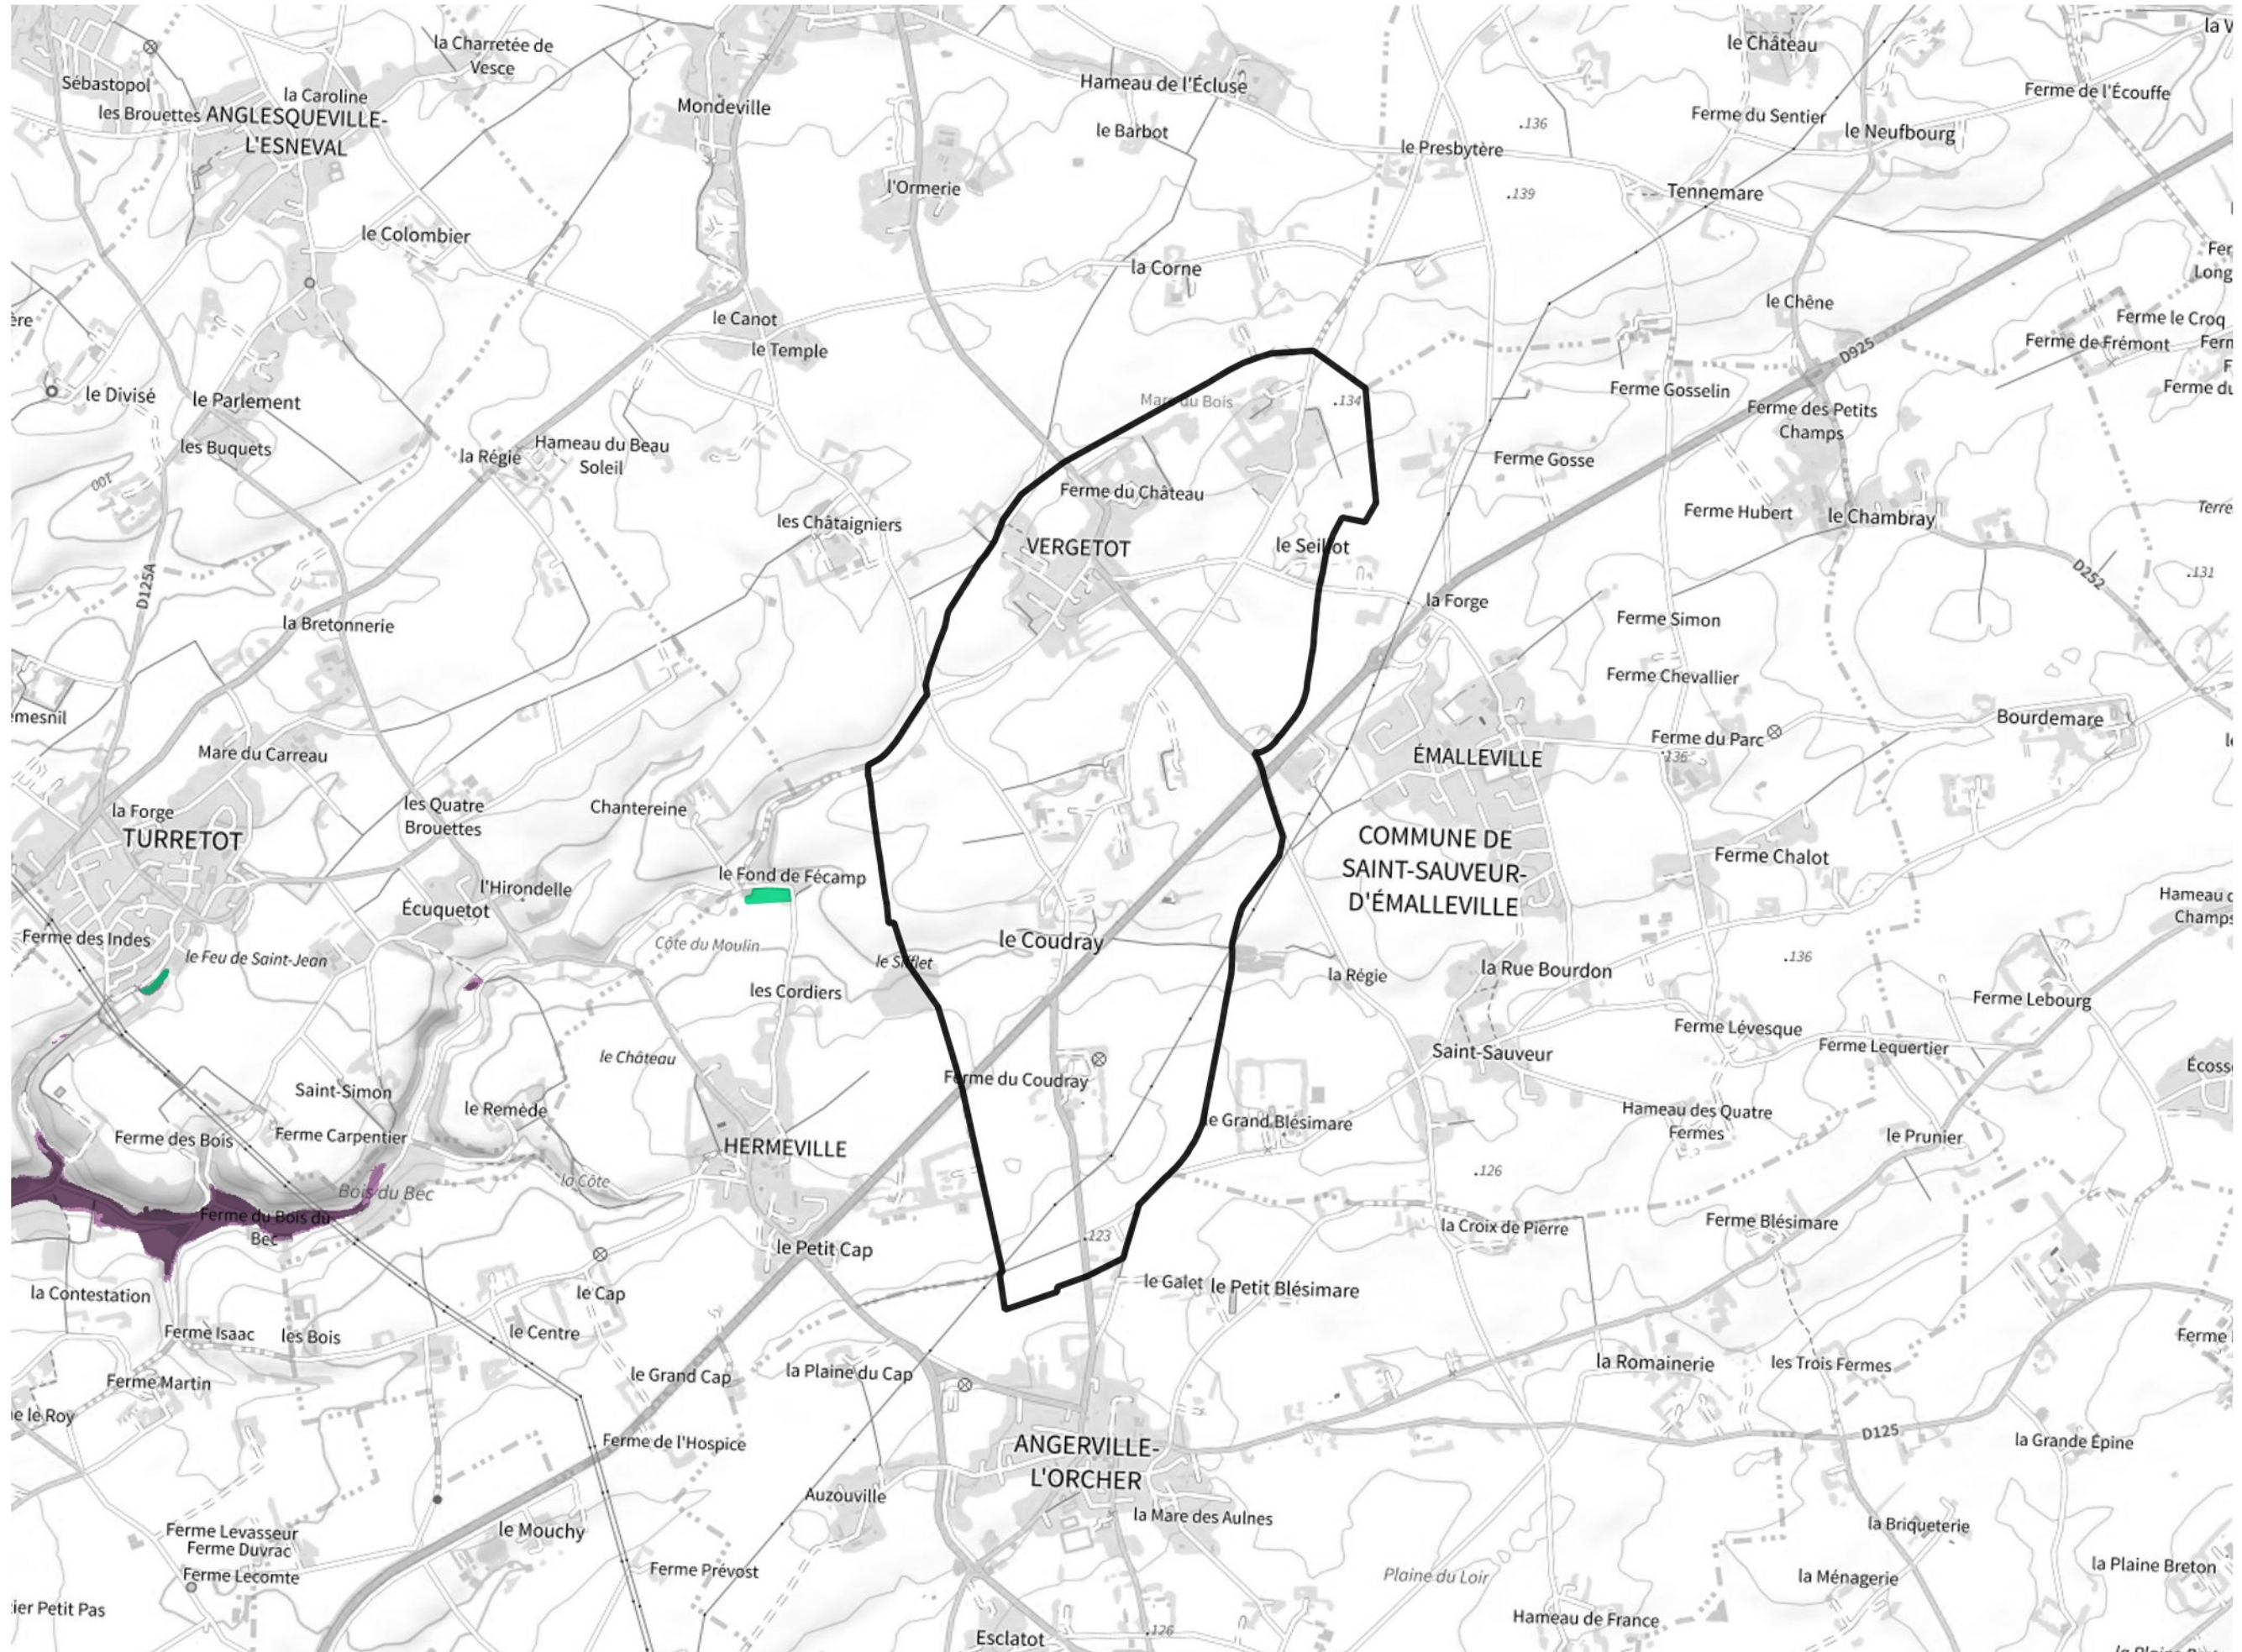 la Charretée de
Vesce
le Château
Sébastopol
la Caroline
les Brouettes
ANGLESQUEVILLE-
L'ESNEVAL
Mondeville
Hameau de l'Écluse
le Barbot
.136
Ferme du Sentier
le Neufbourg
Ferme de l'Écouffe
le Presbytère
l'Ormerie
.139
Tennemare
le Colombier
la Corne
le Chêne
le Canot
le Temple
D925
Ferme le Croq
Ferme de Frémont
le Divisé
le Parlement
Mare du Bois
.134
Ferme Gosselin
Ferme des Petits
Champs
les Buquets
la Régie
Hameau du Beau
Soleil
Ferme Gosse
100
Ferme du Château
les Châtaigniers
Ferme Hubert
le Chambray
VERGETOT
le Seillot
D125A
D252
.131
la Bretonnerie
la Forge
Ferme Simon
Ferme Chevallier
mesnil
Mare du Carreau
Bourdemare
Ferme du Parc
.136
ÉMALLEVILLE
la Forge
TURRETOT
les Quatre
Brouettes
Chantereine
COMMUNE DE
SAINT-SAUVEUR-
D'ÉMALLEVILLE
Ferme Chalot
le Fond de Fécamp
l'Hirondelle
Écuquetot
Hameau d
Champs
Ferme des Indes
le Feu de Saint-Jean
Côte du Moulin
le Sifflet
le Coudray
.136
la Régie
la Rue Bourdon
les Cordiers
Ferme Lebourg
Ferme Lévesque
Ferme Lequertier
le Château
Saint-Sauveur
Écoss
Saint-Simon
Ferme du Coudray
le Remède
le Grand Blésimare
Hameau des Quatre
Fermes
le Prunier
Ferme des Bois
Ferme Carpentier
HERMEVILLE
.126
la Côte
Bois du Bec
Ferme du Bois du
Bec
la Croix de Pierre
Ferme Blésimare
.123
le Petit Cap
la Contestation
le Cap
le Galet
le Petit Blésimare
Ferme Isaac
les Bois
le Centre
Ferme
Ferme Martin
le Grand Cap
la Plaine du Cap
la Romainerie
les Trois Fermes
e le Roy
D125
Ferme de l'Hospice
ANGERVILLE-
L'ORCHER
la Grande Épine
Auzouville
la Mare des Aulnes
Ferme Levasseur
Ferme Duvrac
le Mouchy
la Briqueterie
Ferme Lecomte
Ferme Prévost
Plaine du Loir
la Ménagerie
la Plaine Breton
ier Petit Pas
Hameau de France
Esclatot
.126